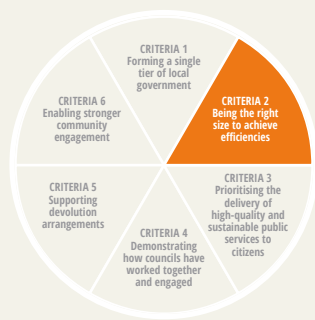 CRITERIA 1
Forming a single
tier of local
government
CRITERIA 2
Being the right
size to achieve
efficiencies
CRITERIA 3
Prioritising the
delivery of
high-quality and
sustainable public
services to
citizens
CRITERIA 4
Demonstrating
how councils have
worked together
and engaged
CRITERIA 5
Supporting
devolution
arrangements
CRITERIA 6
Enabling stronger
community
engagement